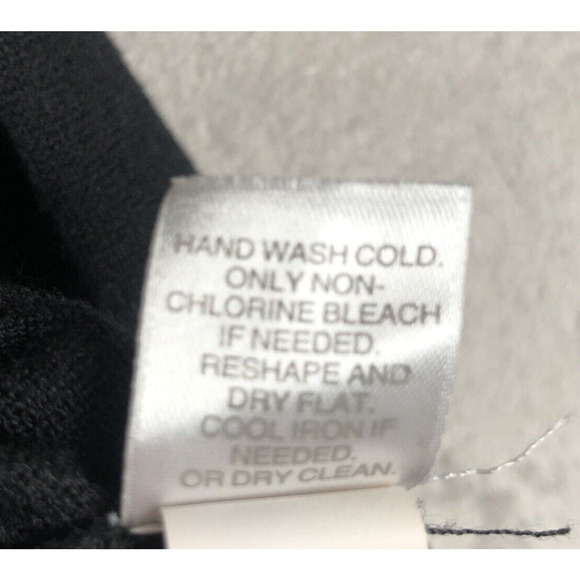 HAND WASH COLD.
ONLY NON-
CHLORINE BLEACH
IF NEEDED.
RESHAPE AND
DRY FLAT.
COOL IRON IF
NEEDED.
OR DRY CLEAN.